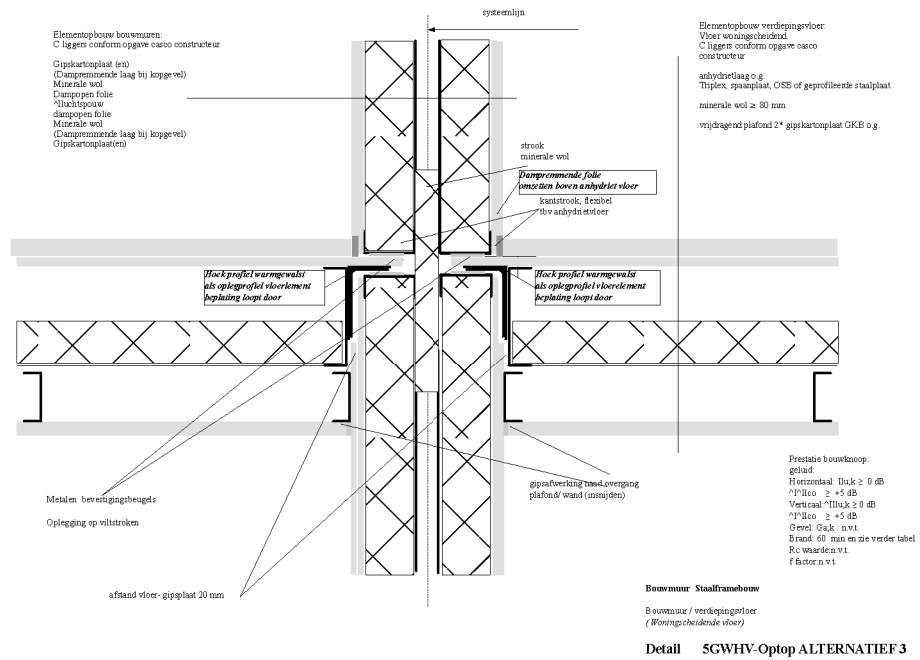 systeemlijn
Elementopbouw bouwmuren:
C liggers conform opgave casco constructeur
Gipskartonplaat (en)
(Dampremmende laag bij kopgevel)
Minerale wol
Dampopen folie
^lluchtspouw
dampopen folie
Minerale wol
(Dampremmende laag bij kopgevel)
Gipskartonplaat(en)
Elementopbouw verdiepingsvloer:
Vloer woningscheidend.
C liggers conform opgave casco
constructeur
anhydrietlaag o.g.
Triplex, spaanplaat, OSB of geprofileerde staalplaat
minerale wol ≥ 80 mm
vrijdragend plafond 2* gipskartonplaat GKB o.g.
strook
minerale wol
Dampremmende folie
omzetten boven anhydriet vloer
kantstrook, flexibel
tbv anhydrietvloer
Hoek profiel warmgewalst
als oplegprofiel vloerelement
beplating loopt door
Hoek profiel warmgewalst
als oplegprofiel vloerelement
beplating loopt door
Metalen bevestigingsbeugels
Oplegging op viltstroken
gipsafwerking naad overgang
plafond/ wand (insnijden)
afstand vloer- gipsplaat 20 mm
Prestatie bouwknoop:
geluid:
Horizontaal: Ilu;k ≥ 0 dB
^I^IIco ≥ +5 dB
Verticaal:^IIlu;k ≥ 0 dB
^I^IIco ≥ +5 dB
Gevel: Ga;k : n.v.t.
Brand: 60 min en zie verder tabel
Rc waarde:n.v.t.
f factor:n.v.t.
Bouwmuur Staalframebouw
Bouwmuur / verdiepingsvloer
( Woningscheidende vloer)
Detail 5GWHV-Optop ALTERNATIEF 3